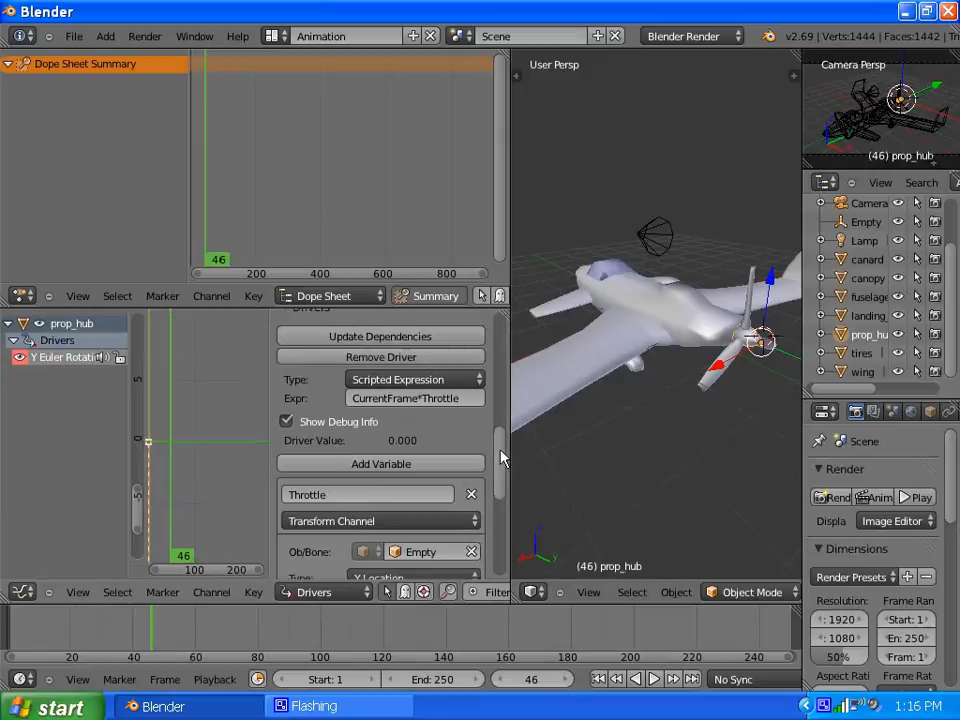 Blender
File Add Render Window Help Animation Scene Blender Render v2.69 | Verts:1444 | Faces:1442 | Tr
Dope Sheet Summary
46
200 400 600 800
View Select Marker Channel Key Dope Sheet Summary
User Persp
(46) prop_hub
View Select Object Object Mode
Camera Persp
(46) prop_hub
View Search
Camera
Empty
Lamp
canard
canopy
fuselage
landing_
prop_hu
tires
wing
prop_hub
Drivers
Y Euler Rotati
5
0
-5
46
100 200
Update Dependencies
Remove Driver
Type: Scripted Expression
Expr: CurrentFrame*Throttle
Show Debug Info
Driver Value: 0.000
Add Variable
Throttle
Transform Channel
Ob/Bone: Empty
Type: Y Location
View Select Marker Channel Key Drivers Filter
Scene
Render
Rend Anim Play
Displa Image Editor
Dimensions
Render Presets
Resolution: Frame Ran
: 1920 Start: 1
: 1080 En: 250
50% Fram: 1
Aspect Rati Frame Rat
20 40 60 80 100 120 140 160 180 200 220 240
View Marker Frame Playback Start: 1 End: 250 46 No Sync
start Blender Flashing 1:16 PM